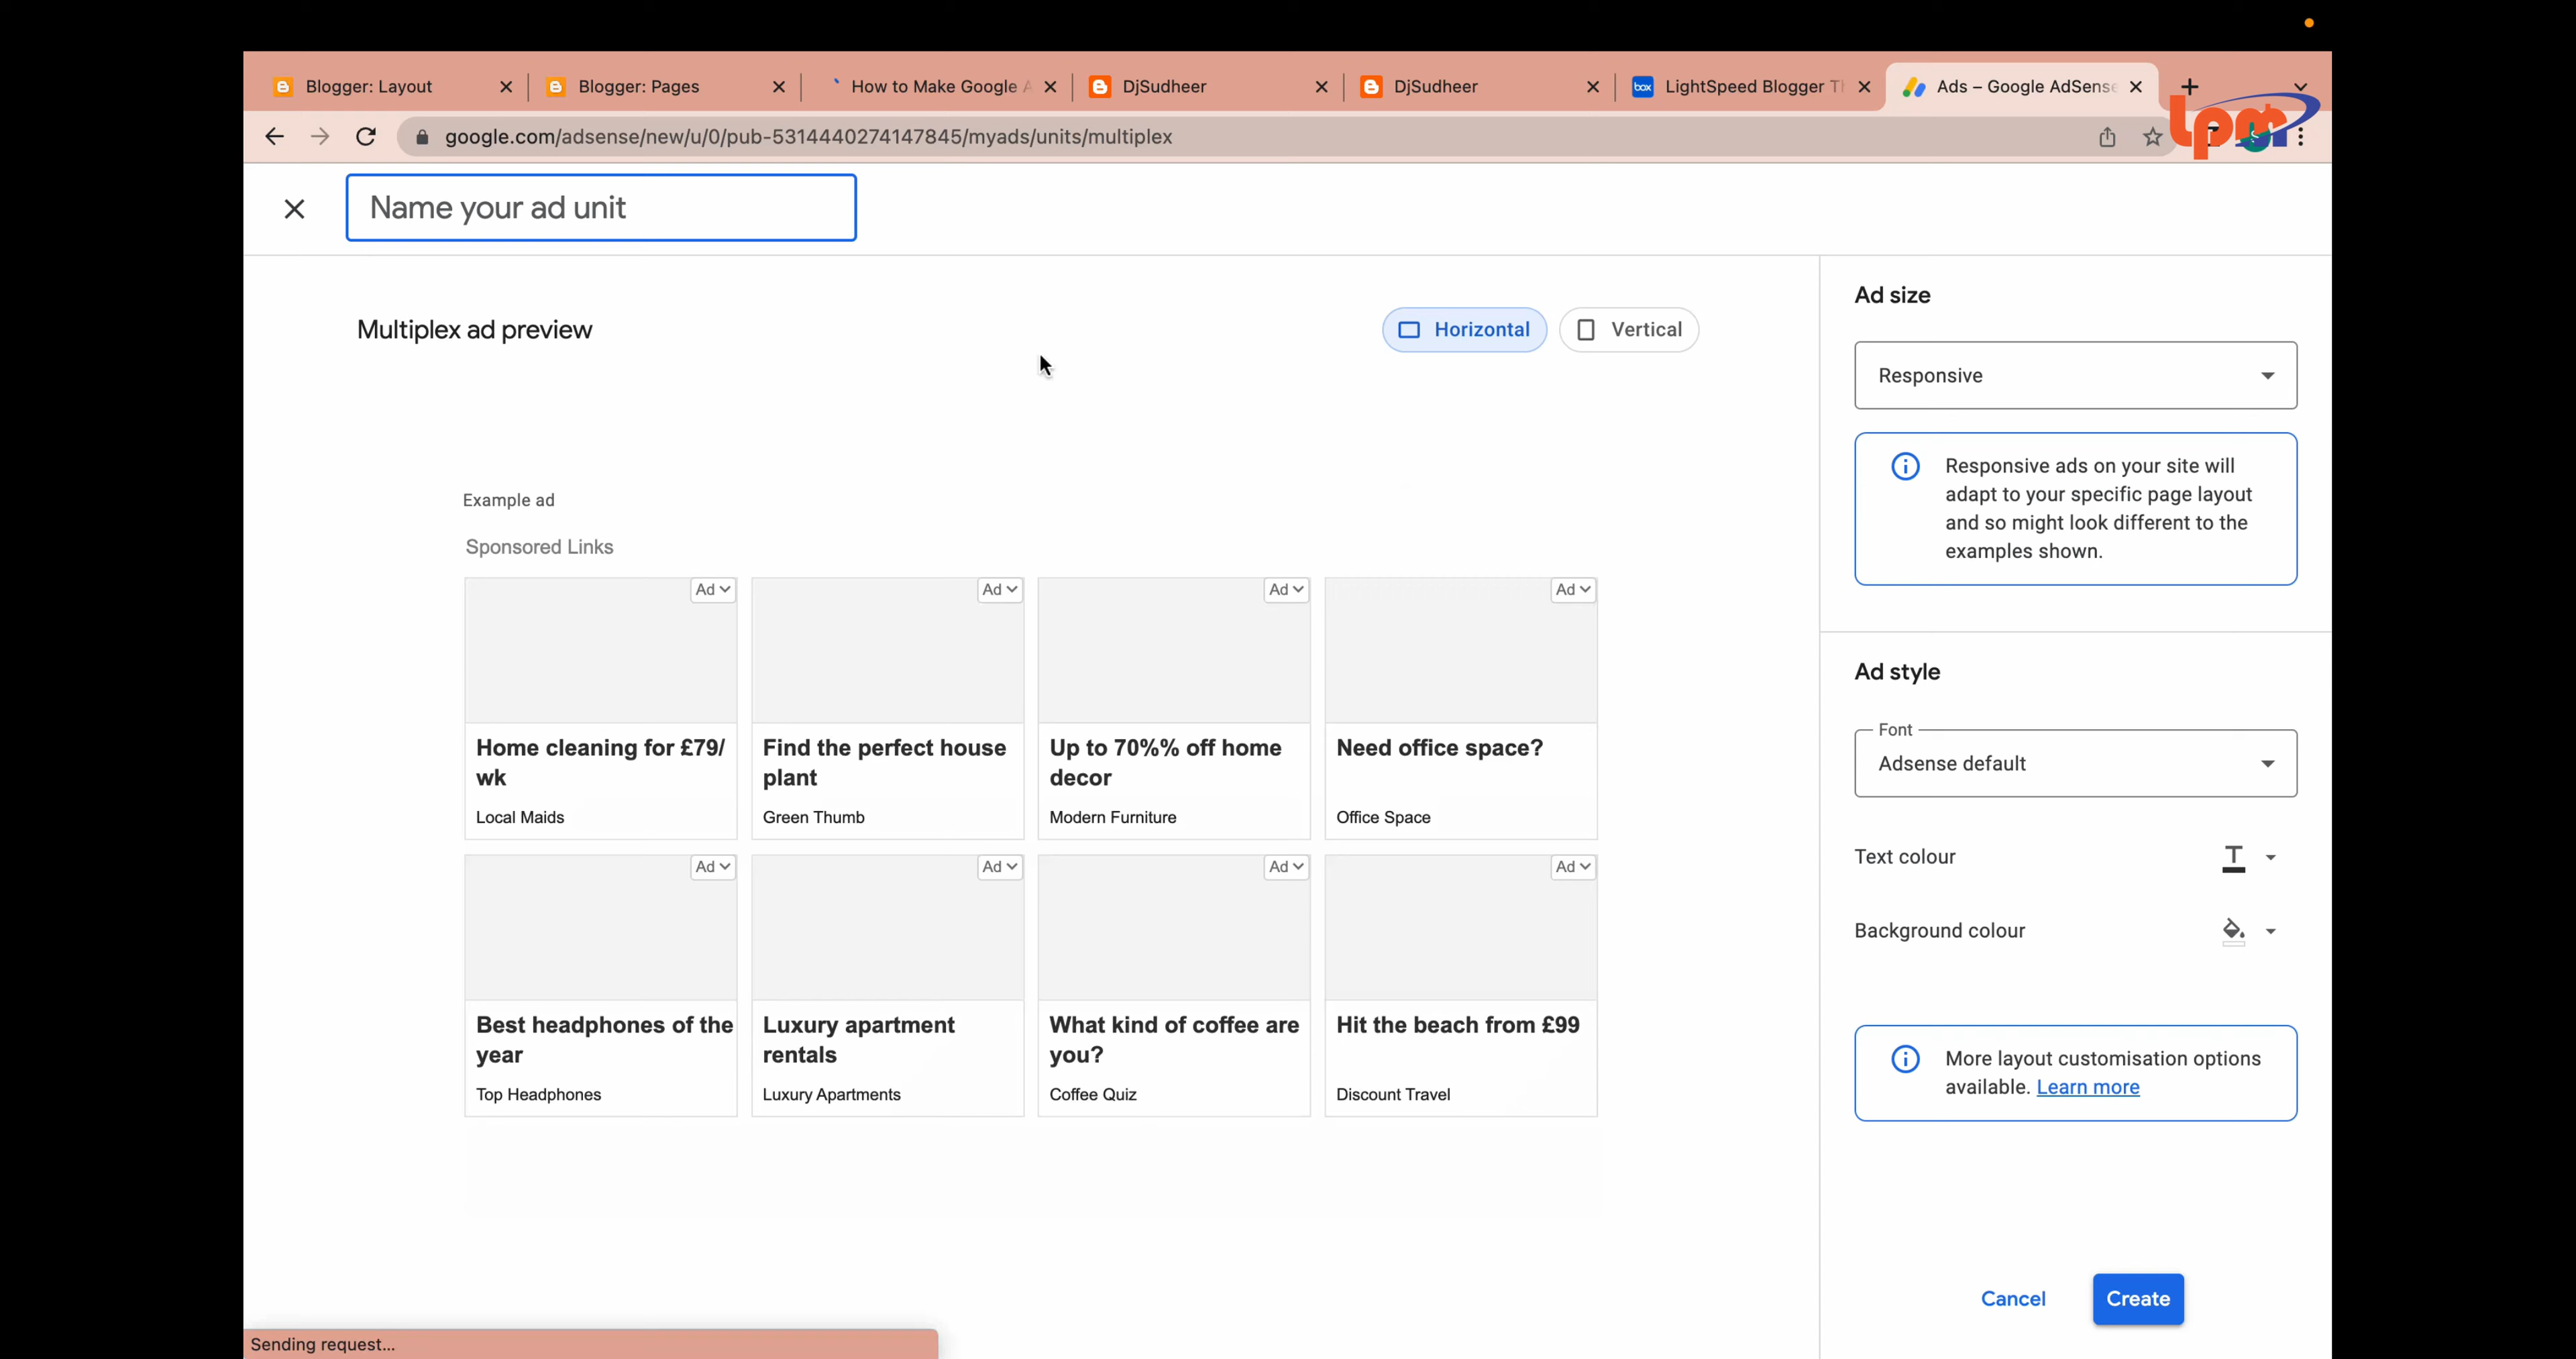 Blogger: Layout
Blogger: Pages
How to Make Google A
DjSudheer
DjSudheer
LightSpeed Blogger Th
Ads – Google AdSense
google.com/adsense/new/u/0/pub-5314440274147845/myads/units/multiplex
lpm
Name your ad unit
Multiplex ad preview
Horizontal
Vertical
Example ad
Sponsored Links
Ad
Ad
Ad
Ad
Home cleaning for £79/
wk
Local Maids
Find the perfect house
plant
Green Thumb
Up to 70%% off home
decor
Modern Furniture
Need office space?
Office Space
Ad
Ad
Ad
Ad
Best headphones of the
year
Top Headphones
Luxury apartment
rentals
Luxury Apartments
What kind of coffee are
you?
Coffee Quiz
Hit the beach from £99
Discount Travel
Ad size
Responsive
Responsive ads on your site will
adapt to your specific page layout
and so might look different to the
examples shown.
Ad style
Font
Adsense default
Text colour
Background colour
More layout customisation options
available. Learn more
Cancel
Create
Sending request...